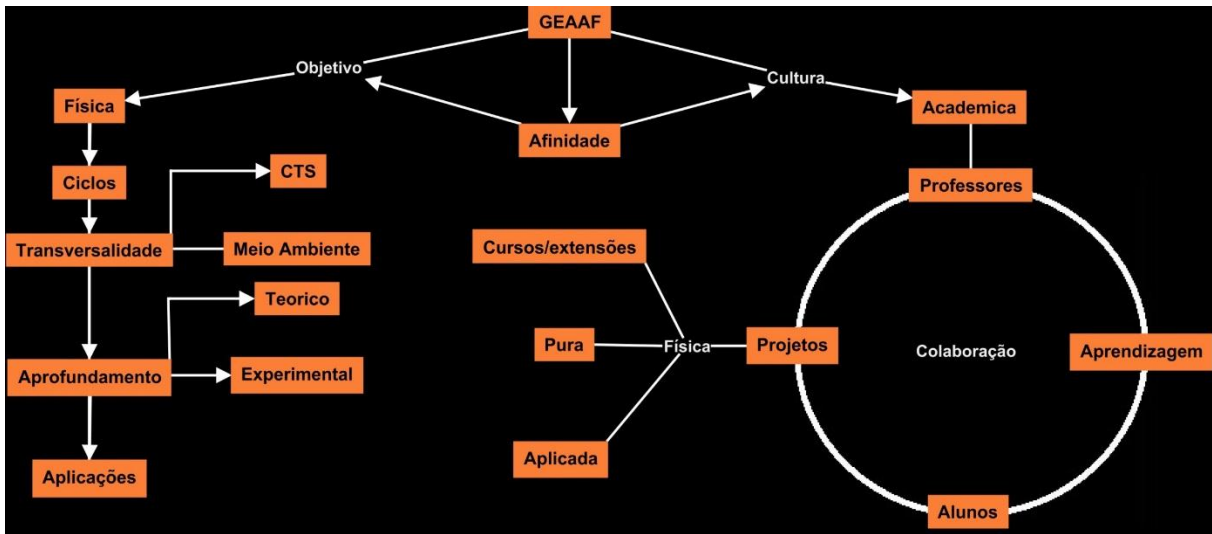 GEAAF
Objetivo
Cultura
Física
Academica
Afinidade
CTS
Ciclos
Professores
Transversalidade
Meio Ambiente
Cursos/extensões
Teorico
Pura
Física
Projetos
Colaboração
Aprendizagem
Aprofundamento
Experimental
Aplicada
Aplicações
Alunos